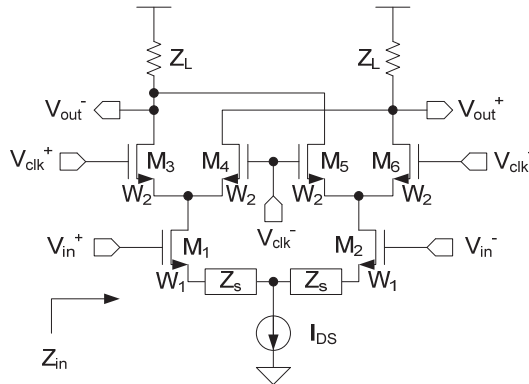 Z_L Z_L
V_out^- V_out^+
V_clk^+ M_3 M_4 M_5 M_6 V_clk
W_2 W_2 W_2 W_2
V_clk^-
V_in^+ M_1 M_2 V_in^-
W_1 Z_s Z_s W_1
I_DS
Z_in